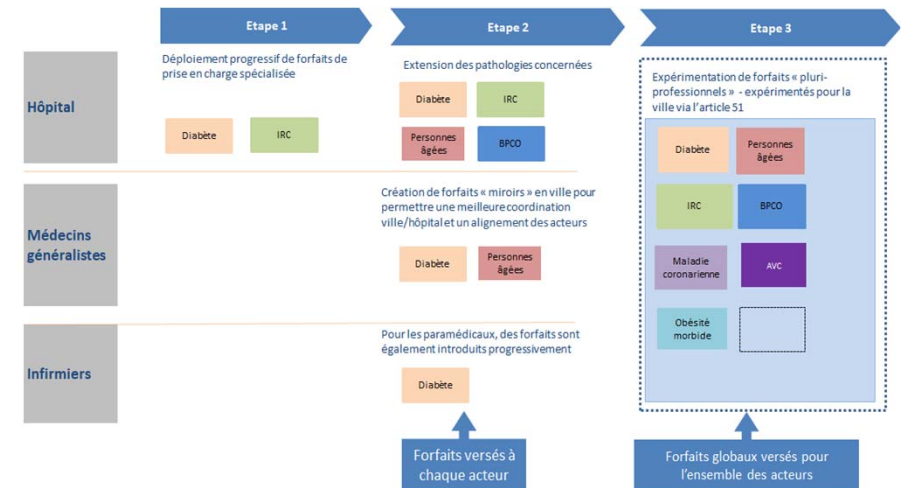 Etape 1
Etape 2
Etape 3
Hôpital
Déploiement progressif de forfaits de
prise en charge spécialisée
Diabète
IRC
Extension des pathologies concernées
Diabète
IRC
Personnes
âgées
BPCO
Expérimentation de forfaits « pluri-
professionnels » - expérimentés pour la
ville via l'article 51
Diabète
Personnes
âgées
IRC
BPCO
Maladie
coronarienne
AVC
Obésité
morbide
Médecins
généralistes
Création de forfaits « miroirs » en ville pour
permettre une meilleure coordination
ville/hôpital et un alignement des acteurs
Diabète
Personnes
âgées
Infirmiers
Pour les paramédicaux, des forfaits sont
également introduits progressivement
Diabète
Forfaits versés à
chaque acteur
Forfaits globaux versés pour
l'ensemble des acteurs